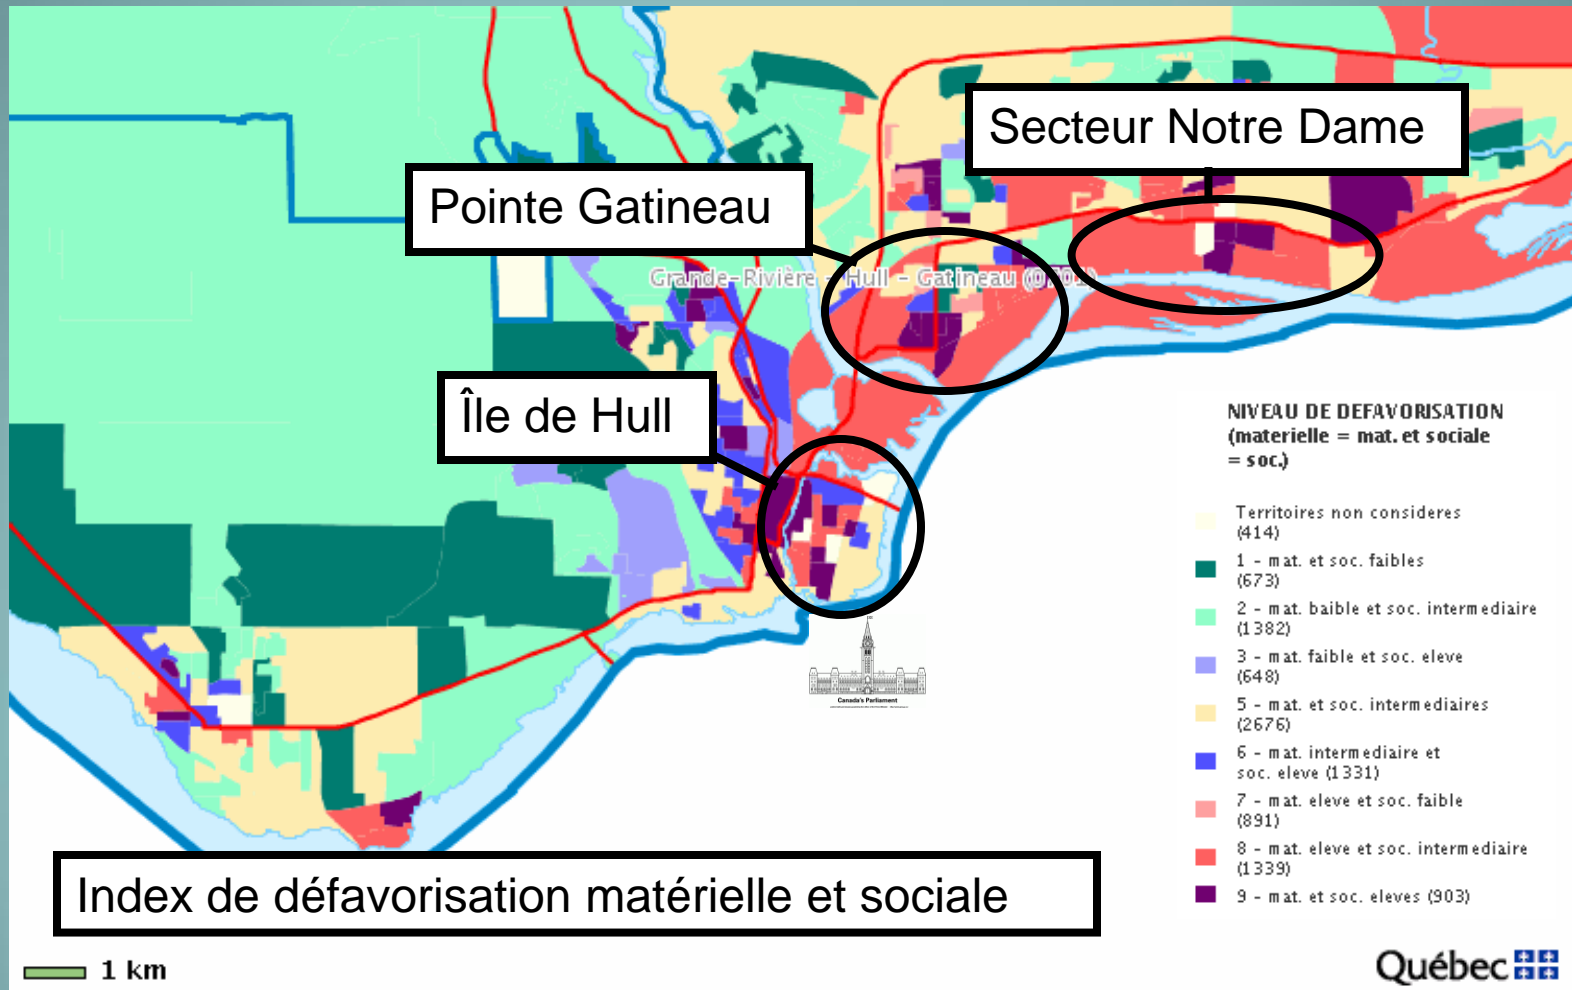 Secteur Notre Dame
Pointe Gatineau
Grande-Rivière - Hull - Gatineau
Île de Hull
NIVEAU DE DEFAVORISATION
(materielle = mat. et sociale
= soc.)
Territoires non consideres
(414)
1 - mat. et soc. faibles
(673)
2 - mat. baible et soc. intermediaire
(1382)
3 - mat. faible et soc. eleve
(648)
5 - mat. et soc. intermediaires
(2676)
6 - mat. intermediaire et
soc. eleve (1331)
7 - mat. eleve et soc. faible
(891)
8 - mat. eleve et soc. intermediaire
(1339)
9 - mat. et soc. eleves (903)
Canada's Parliament
Index de défavorisation matérielle et sociale
1 km
Québec